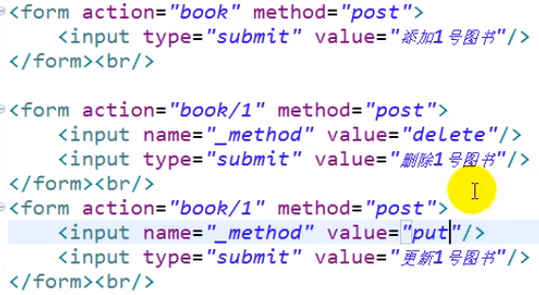 <form action="book" method="post">
<input type="submit" value="添加1号图书"/>
</form><br/>
<form action="book/1" method="post">
<input name="_method" value="delete"/>
<input type="submit" value="删除1号图书"/>
</form><br/>
<form action="book/1" method="post">
<input name="_method" value="put"/>
<input type="submit" value="更新1号图书"/>
</form><br/>